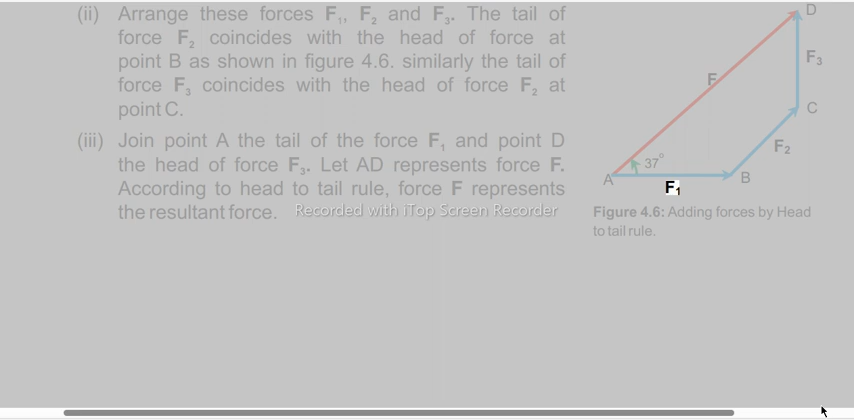 (ii) Arrange these forces F₁, F₂ and F₃. The tail of
force F₂ coincides with the head of force at
point B as shown in figure 4.6. similarly the tail of
force F₃ coincides with the head of force F₂ at
point C.
(iii) Join point A the tail of the force F₁ and point D
the head of force F₃. Let AD represents force F.
According to head to tail rule, force F represents
the resultant force.
Recorded with iTop Screen Recorder
D
F₃
F
C
F₂
37°
A
B
F₁
Figure 4.6: Adding forces by Head
to tail rule.